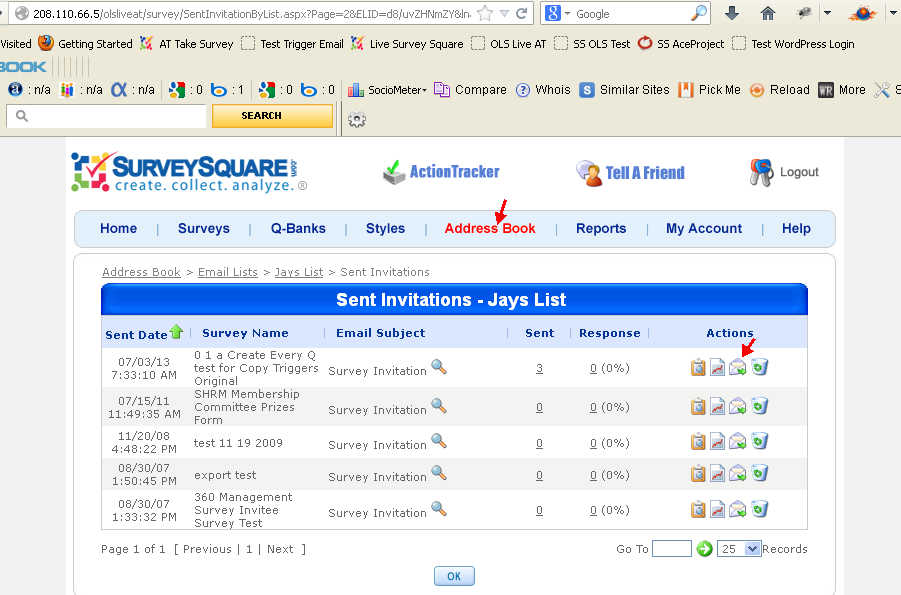 208.110.66.5/olsliveat/survey/SentInvitationByList.aspx?Page=2&ELID=d8/uvZHNmZY&ln
Google
Visited Getting Started AT Take Survey Test Trigger Email Live Survey Square OLS Live AT SS OLS Test SS AceProject Test WordPress Login
BOOK
: n/a : n/a : n/a : 0 : 1 : 0 : 0 SocioMeter Compare Whois Similar Sites Pick Me Reload WR More S
SEARCH
SURVEYSQUARE.COM
create. collect. analyze. ®
ActionTracker
Tell A Friend
Logout
Home | Surveys | Q-Banks | Styles | Address Book | Reports | My Account | Help
Address Book > Email Lists > Jays List > Sent Invitations
Sent Invitations - Jays List
Sent Date Survey Name Email Subject Sent Response Actions
07/03/13 7:33:10 AM 0 1 a Create Every Q test for Copy Triggers Original Survey Invitation 3 0 (0%)
07/15/11 11:49:35 AM SHRM Membership Committee Prizes Form Survey Invitation 0 0 (0%)
11/20/08 4:48:22 PM test 11 19 2009 Survey Invitation 0 0 (0%)
08/30/07 1:50:45 PM export test Survey Invitation 0 0 (0%)
08/30/07 1:33:32 PM 360 Management Survey Invitee Survey Test Survey Invitation 0 0 (0%)
Page 1 of 1 [ Previous | 1 | Next ] Go To 25 Records
OK